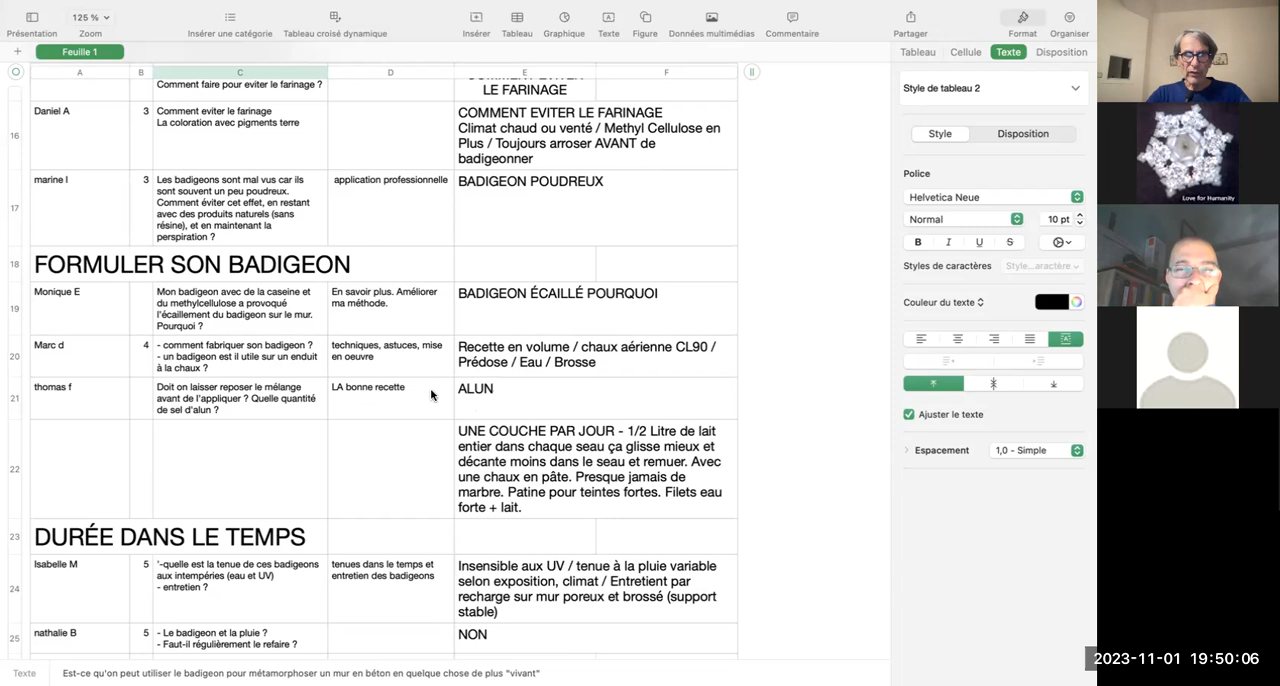 125 %
Présentation
Zoom
Insérer une catégorie
Tableau croisé dynamique
Insérer
Tableau
Graphique
Texte
Figure
Données multimédias
Commentaire
Partager
Format
Organiser
Feuille 1
Tableau
Cellule
Texte
Disposition
A
B
C
D
E
F
Comment faire pour eviter le farinage ?
LE FARINAGE
16
Daniel A
3
Comment eviter le farinage
La coloration avec pigments terre
COMMENT EVITER LE FARINAGE
Climat chaud ou venté / Methyl Cellulose en
Plus / Toujours arroser AVANT de
badigeonner
17
marine l
3
Les badigeons sont mal vus car ils
sont souvent un peu poudreux.
Comment éviter cet effet, en restant
avec des produits naturels (sans
résine), et en maintenant la
perspiration ?
application professionnelle
BADIGEON POUDREUX
18
FORMULER SON BADIGEON
19
Monique E
Mon badigeon avec de la caseine et
du methylcellulose a provoqué
l'écaillement du badigeon sur le mur.
Pourquoi ?
En savoir plus. Améliorer
ma méthode.
BADIGEON ÉCAILLÉ POURQUOI
20
Marc d
4
- comment fabriquer son badigeon ?
- un badigeon est il utile sur un enduit
à la chaux ?
techniques, astuces, mise
en oeuvre
Recette en volume / chaux aérienne CL90 /
Prédose / Eau / Brosse
21
thomas f
Doit on laisser reposer le mélange
avant de l'appliquer ? Quelle quantité
de sel d'alun ?
LA bonne recette
ALUN
22
UNE COUCHE PAR JOUR - 1/2 Litre de lait
entier dans chaque seau ça glisse mieux et
décante moins dans le seau et remuer. Avec
une chaux en pâte. Presque jamais de
marbre. Patine pour teintes fortes. Filets eau
forte + lait.
23
DURÉE DANS LE TEMPS
24
Isabelle M
5
'-quelle est la tenue de ces badigeons
aux intempéries (eau et UV)
- entretien ?
tenues dans le temps et
entretien des badigeons
Insensible aux UV / tenue à la pluie variable
selon exposition, climat / Entretient par
recharge sur mur poreux et brossé (support
stable)
25
nathalie B
5
- Le badigeon et la pluie ?
- Faut-il régulièrement le refaire ?
NON
Texte
Est-ce qu'on peut utiliser le badigeon pour métamorphoser un mur en béton en quelque chose de plus "vivant"
Style de tableau 2
Style
Disposition
Police
Helvetica Neue
Normal
10 pt
B
I
U
S
Styles de caractères
Style...aractère
Couleur du texte
Ajuster le texte
Espacement
1,0 - Simple
Love for Humanity
2023-11-01 19:50:06